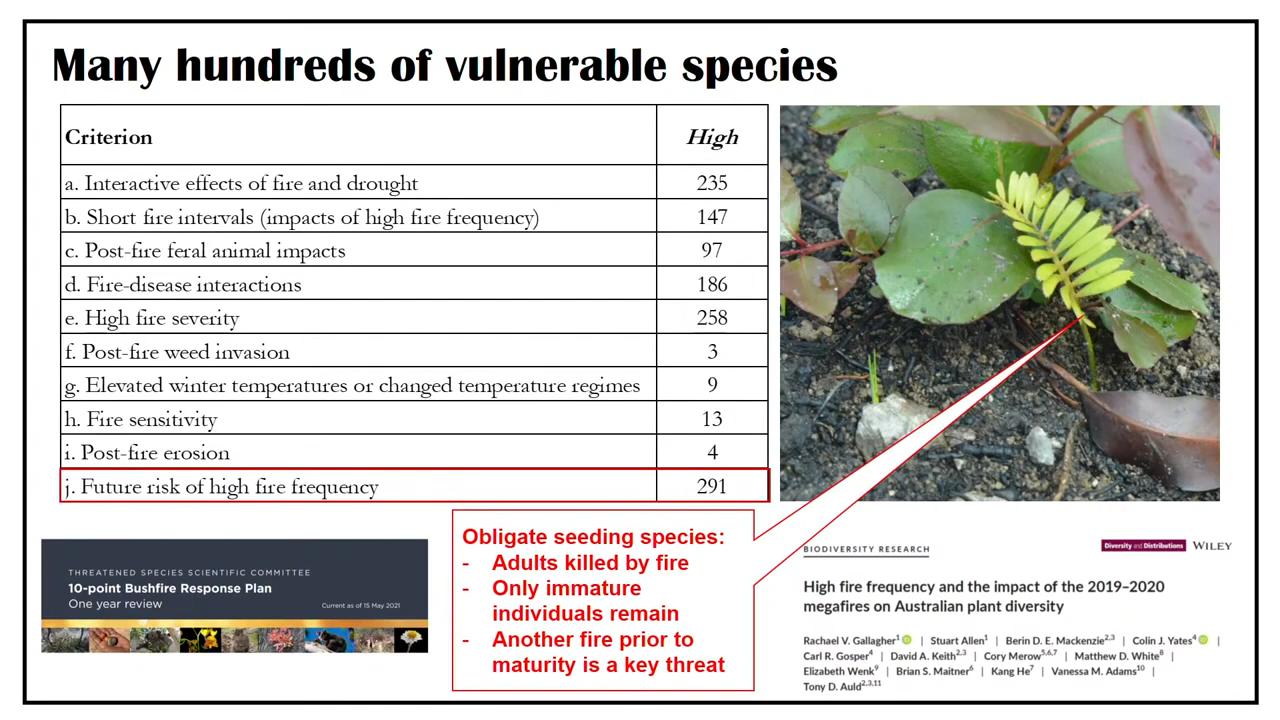 Many hundreds of vulnerable species
Criterion High
a. Interactive effects of fire and drought 235
b. Short fire intervals (impacts of high fire frequency) 147
c. Post-fire feral animal impacts 97
d. Fire-disease interactions 186
e. High fire severity 258
f. Post-fire weed invasion 3
g. Elevated winter temperatures or changed temperature regimes 9
h. Fire sensitivity 13
i. Post-fire erosion 4
j. Future risk of high fire frequency 291
THREATENED SPECIES SCIENTIFIC COMMITTEE
10-point Bushfire Response Plan
One year review
Current as of 15 May 2021
Obligate seeding species:
- Adults killed by fire
- Only immature
individuals remain
- Another fire prior to
maturity is a key threat
BIODIVERSITY RESEARCH
Diversity and Distributions WILEY
High fire frequency and the impact of the 2019–2020
megafires on Australian plant diversity
Rachael V. Gallagher1 | Stuart Allen1 | Berin D. E. Mackenzie2,3 | Colin J. Yates4 |
Carl R. Gosper4 | David A. Keith2,3 | Cory Merow5,6,7 | Matthew D. White8 |
Elizabeth Wenk9 | Brian S. Maitner6 | Kang He7 | Vanessa M. Adams10 |
Tony D. Auld2,3,11